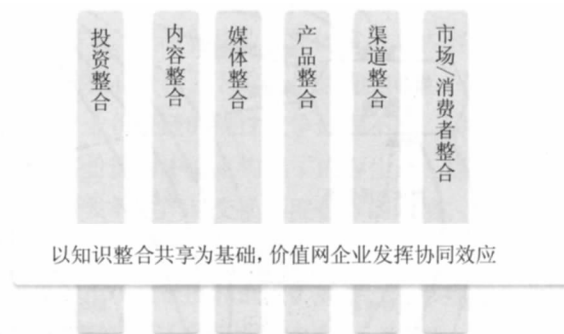 投资整合
内容整合
媒体整合
产品整合
渠道整合
市场/消费者整合
以知识整合共享为基础,价值网企业发挥协同效应